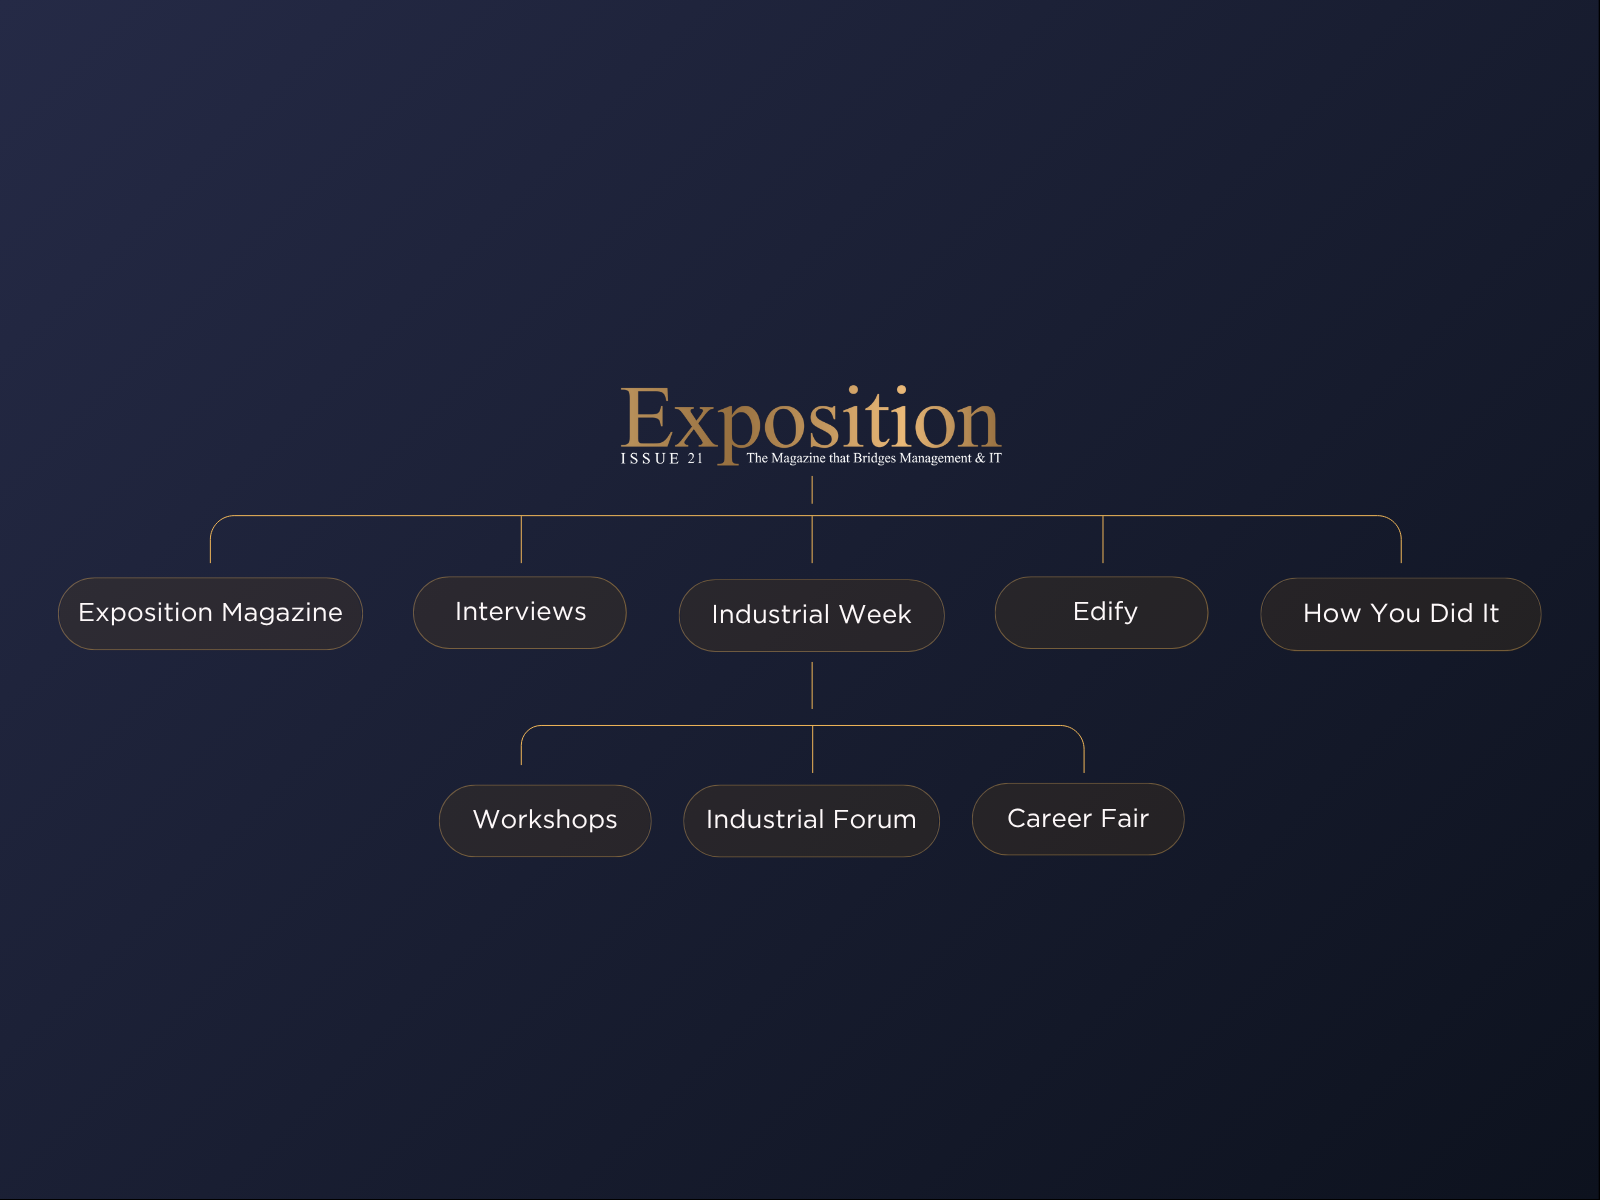 Exposition
ISSUE 21 The Magazine that Bridges Management & IT
Exposition Magazine
Interviews
Industrial Week
Edify
How You Did It
Workshops
Industrial Forum
Career Fair